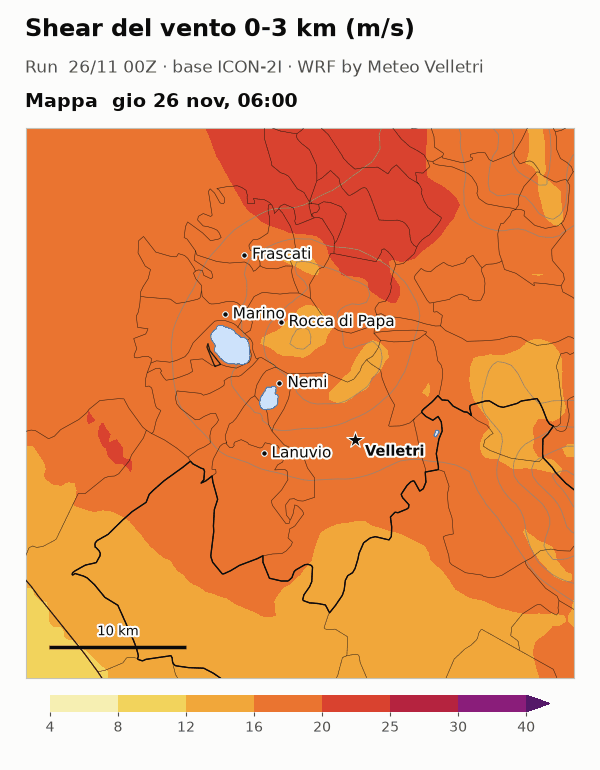 Shear del vento 0-3 km (m/s)
Run  26/11 00Z · base ICON-2I · WRF by Meteo Velletri
Mappa  gio 26 nov, 06:00
Frascati
Marino
Rocca di Papa
Nemi
Velletri
Lanuvio
10 km
4 8 12 16 20 25 30 40